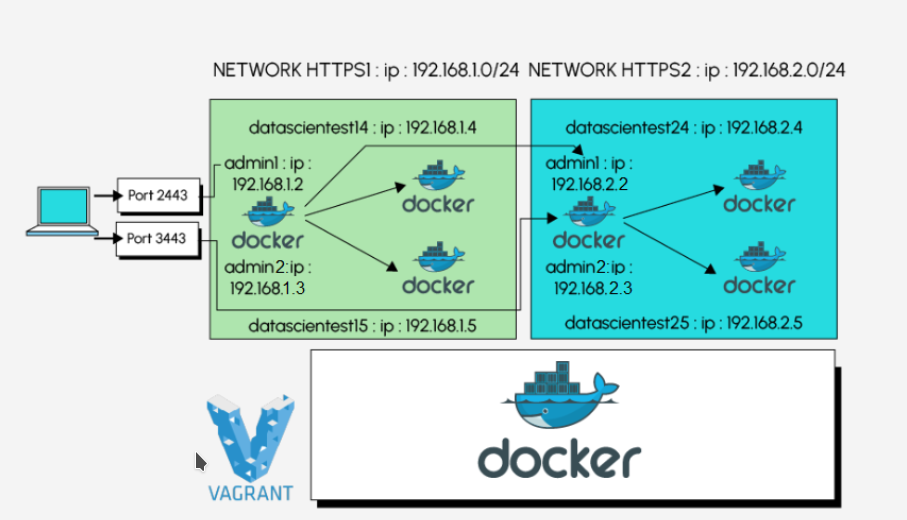 NETWORK HTTPS1 : ip : 192.168.1.0/24
NETWORK HTTPS2 : ip : 192.168.2.0/24
datascientest14 : ip : 192.168.1.4
admin1 : ip :
192.168.1.2
docker
docker
admin2:ip :
192.168.1.3
docker
datascientest15 : ip : 192.168.1.5
datascientest24 : ip : 192.168.2.4
admin1 : ip :
192.168.2.2
docker
docker
admin2:ip :
192.168.2.3
docker
datascientest25 : ip : 192.168.2.5
Port 2443
Port 3443
VAGRANT
docker